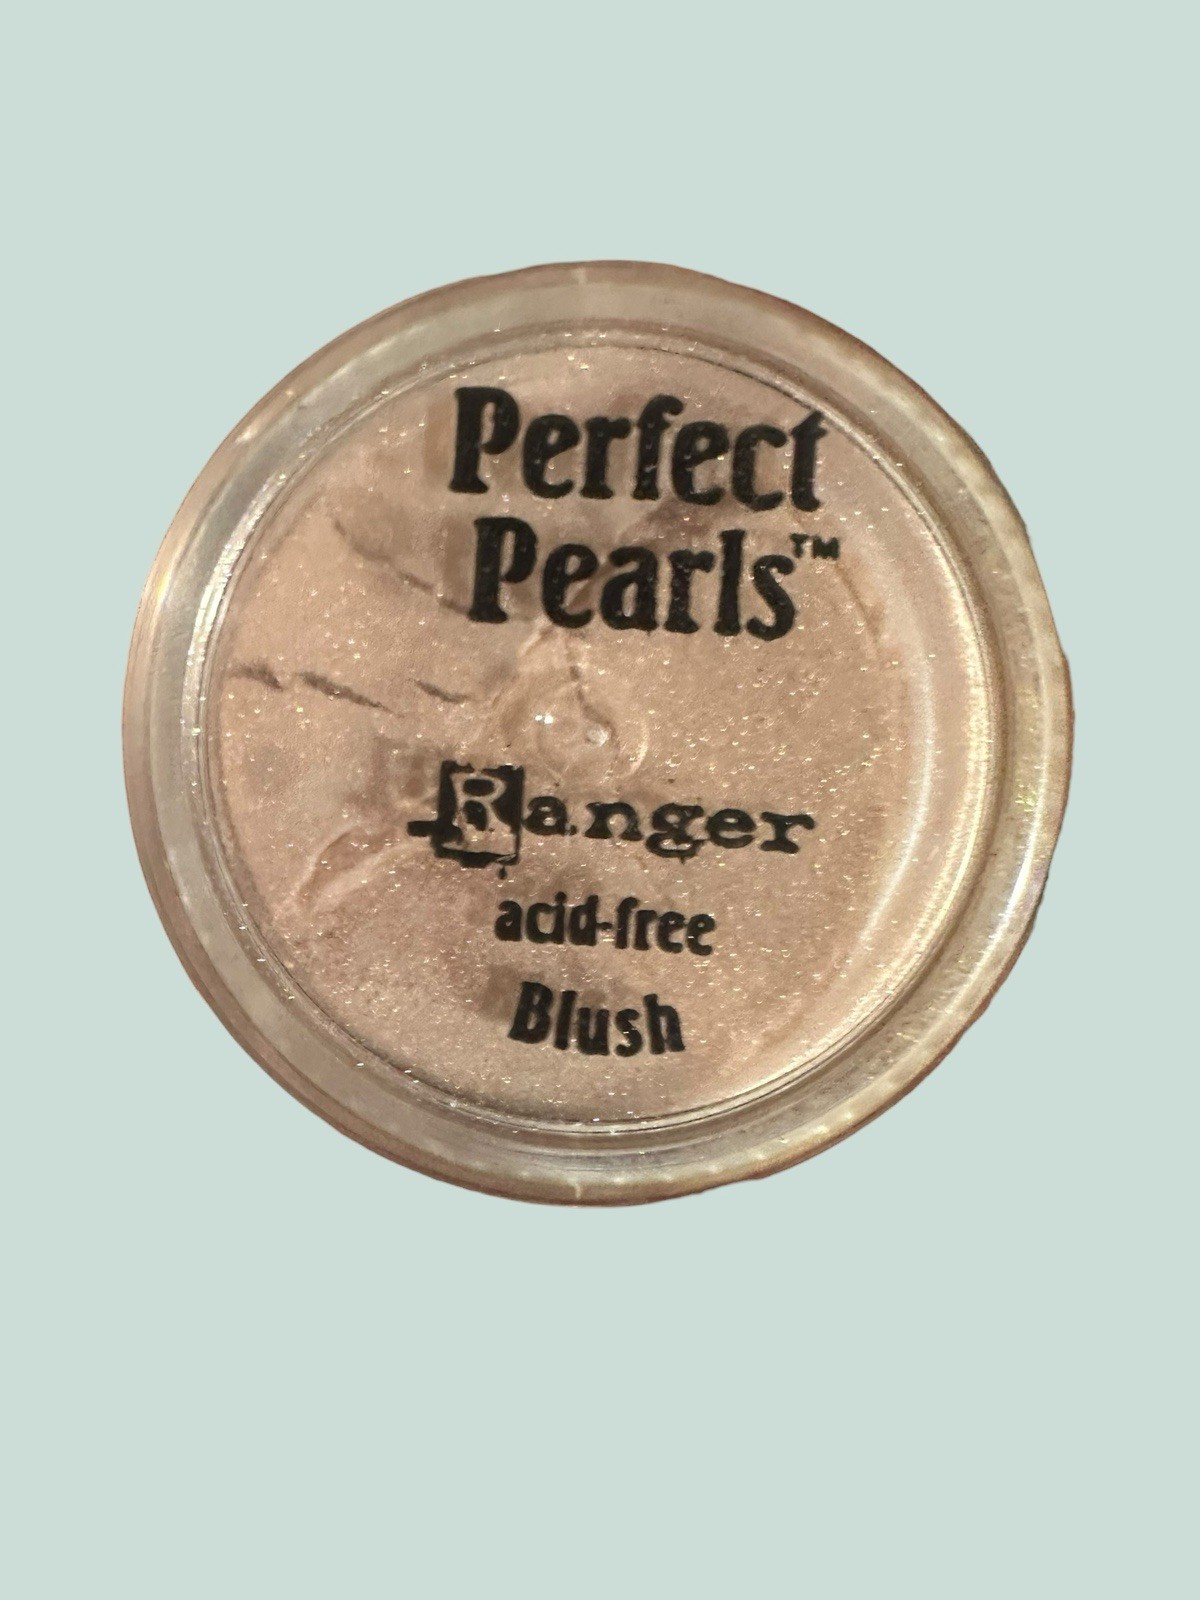 Perfect
Pearls™
Ranger
acid-free
Blush